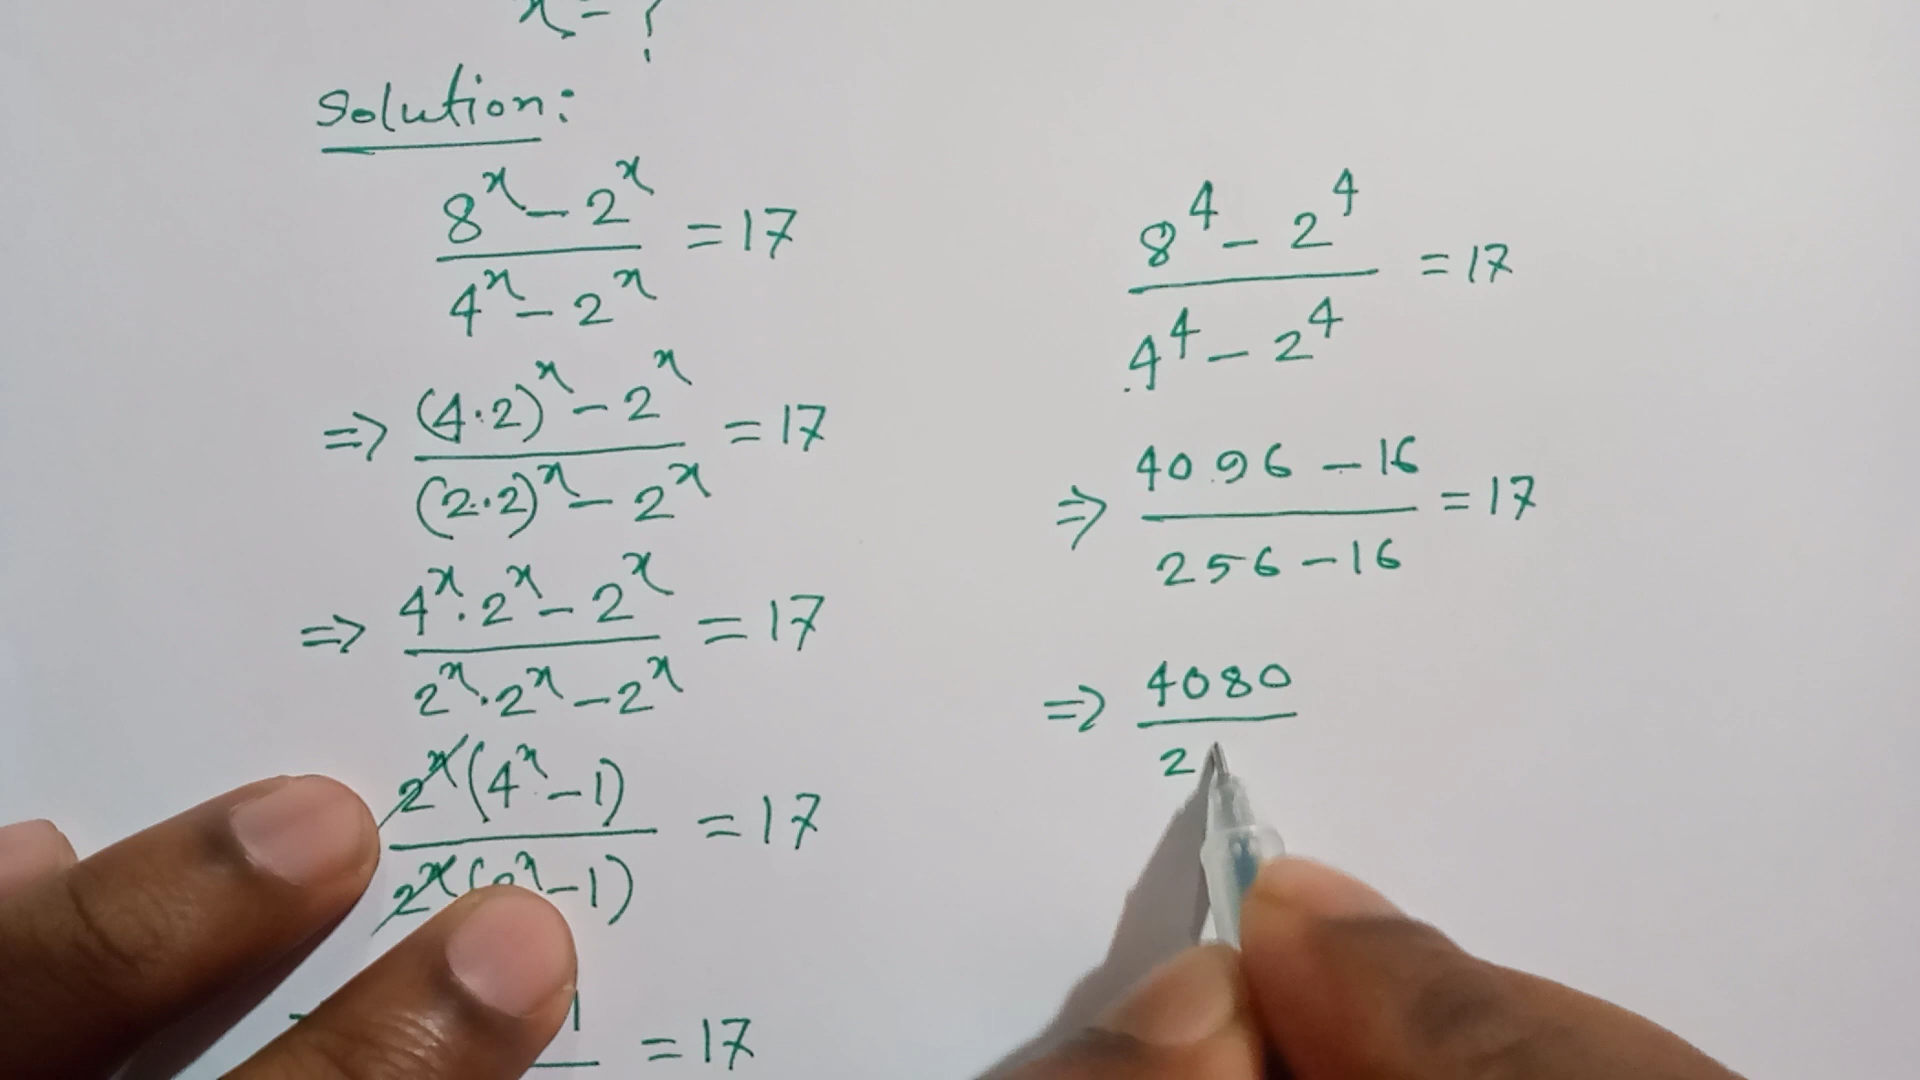 x = ?
Solution:
8^x - 2^x
/ 4^x - 2^x = 17
=> (4·2)^x - 2^x
/ (2·2)^x - 2^x = 17
=> 4^x · 2^x - 2^x
/ 2^x · 2^x - 2^x = 17
2^x (4^x - 1)
/ 2^x (2^x - 1) = 17
1
= 17
8^4 - 2^4
/ 4^4 - 2^4 = 17
=> 4096 - 16
/ 256 - 16 = 17
=> 4080
/ 2